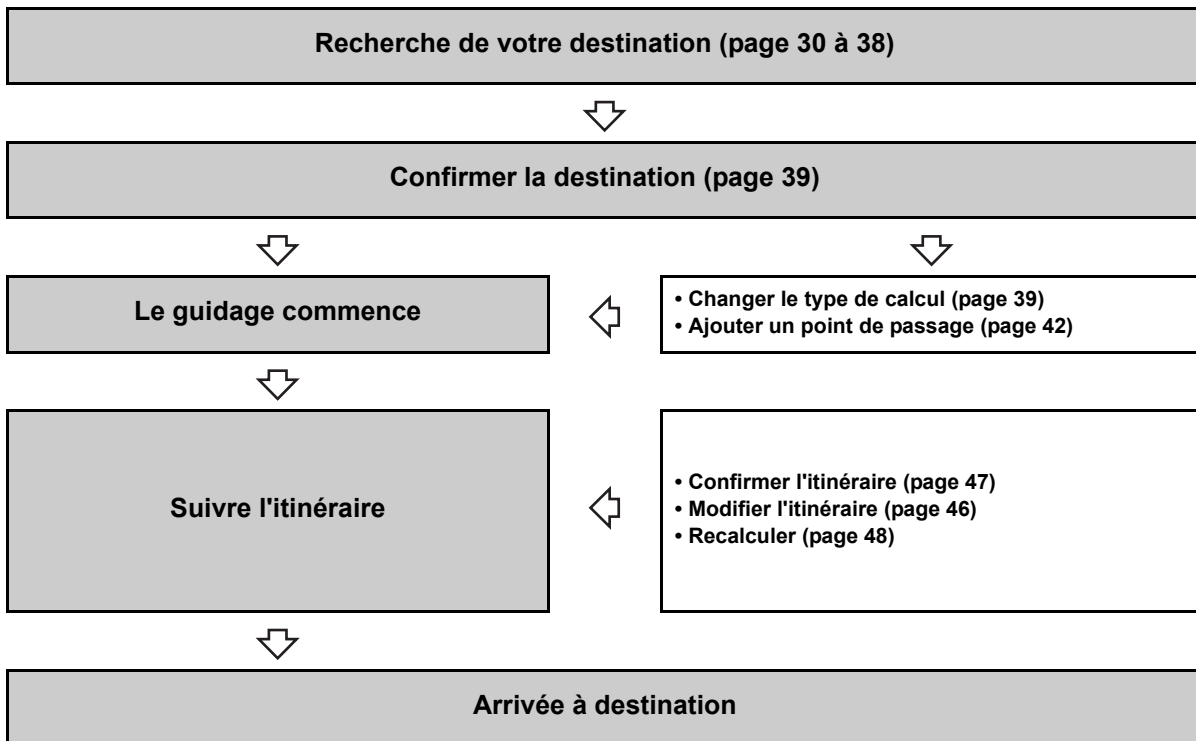 Recherche de votre destination (page 30 à 38)
Confirmer la destination (page 39)
Le guidage commence
• Changer le type de calcul (page 39)
• Ajouter un point de passage (page 42)
Suivre l'itinéraire
• Confirmer l'itinéraire (page 47)
• Modifier l'itinéraire (page 46)
• Recalculer (page 48)
Arrivée à destination